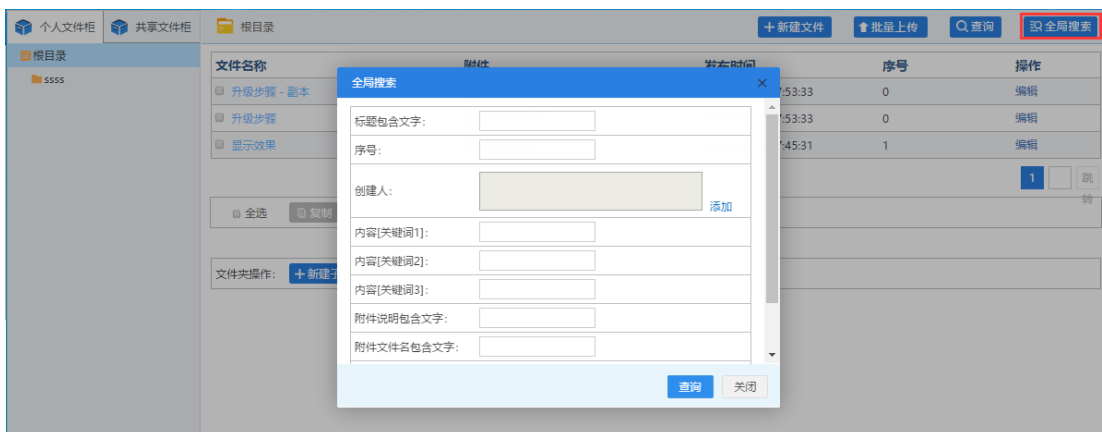 个人文件柜 共享文件柜 根目录 新建文件 批量上传 查询 全局搜索
根目录
ssss
文件名称 附件 发布时间 序号 操作
升级步骤 - 副本 :53:33 0 编辑
升级步骤 :53:33 0 编辑
显示效果 :45:31 1 编辑
1 跳转
全选 复制
文件夹操作: 新建子
全局搜索 ×
标题包含文字:
序号:
创建人: 添加
内容[关键词1]:
内容[关键词2]:
内容[关键词3]:
附件说明包含文字:
附件文件名包含文字:
查询 关闭